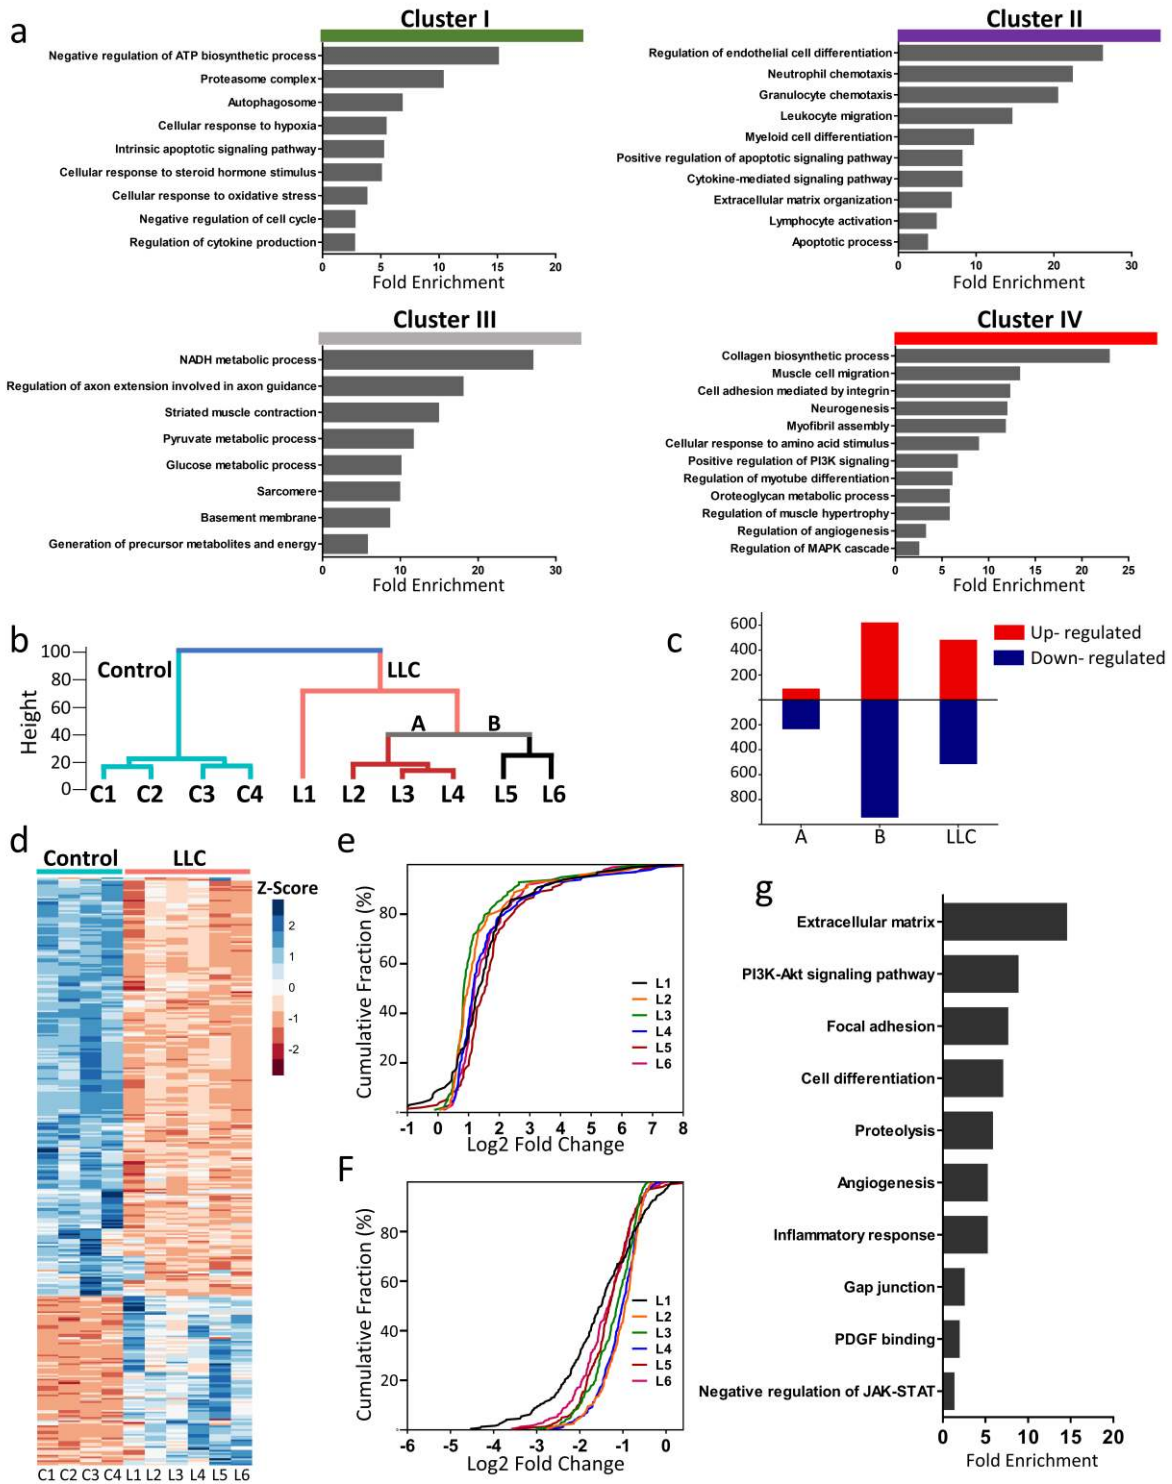 a
Cluster I
Negative regulation of ATP biosynthetic process
Proteasome complex
Autophagosome
Cellular response to hypoxia
Intrinsic apoptotic signaling pathway
Cellular response to steroid hormone stimulus
Cellular response to oxidative stress
Negative regulation of cell cycle
Regulation of cytokine production
0 5 10 15 20
Fold Enrichment
Cluster II
Regulation of endothelial cell differentiation
Neutrophil chemotaxis
Granulocyte chemotaxis
Leukocyte migration
Myeloid cell differentiation
Positive regulation of apoptotic signaling pathway
Cytokine-mediated signaling pathway
Extracellular matrix organization
Lymphocyte activation
Apoptotic process
0 10 20 30
Fold Enrichment
Cluster III
NADH metabolic process
Regulation of axon extension involved in axon guidance
Striated muscle contraction
Pyruvate metabolic process
Glucose metabolic process
Sarcomere
Basement membrane
Generation of precursor metabolites and energy
0 10 20 30
Fold Enrichment
Cluster IV
Collagen biosynthetic process
Muscle cell migration
Cell adhesion mediated by integrin
Neurogenesis
Myofibril assembly
Cellular response to amino acid stimulus
Positive regulation of PI3K signaling
Regulation of myotube differentiation
Oroteoglycan metabolic process
Regulation of muscle hypertrophy
Regulation of angiogenesis
Regulation of MAPK cascade
0 5 10 15 20 25
Fold Enrichment
b
Height
100
80
60
40
20
0
Control
LLC
A B
C1 C2 C3 C4 L1 L2 L3 L4 L5 L6
c
600
400
200
200
400
600
800
A B LLC
Up- regulated
Down- regulated
d
Control LLC
Z-Score
2
1
0
-1
-2
C1 C2 C3 C4 L1 L2 L3 L4 L5 L6
e
Cumulative Fraction (%)
80
60
40
20
L1
L2
L3
L4
L5
L6
-1 0 1 2 3 4 5 6 7 8
Log2 Fold Change
F
Cumulative Fraction (%)
80
60
40
20
L1
L2
L3
L4
L5
L6
-6 -5 -4 -3 -2 -1 0
Log2 Fold Change
g
Extracellular matrix
PI3K-Akt signaling pathway
Focal adhesion
Cell differentiation
Proteolysis
Angiogenesis
Inflammatory response
Gap junction
PDGF binding
Negative regulation of JAK-STAT
0 5 10 15 20
Fold Enrichment